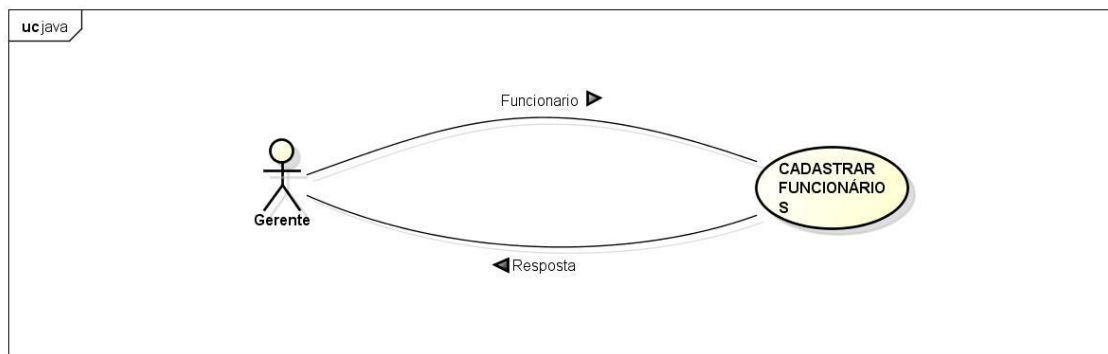 uc java
Funcionario
CADASTRAR
FUNCIONÁRIO
S
Gerente
Resposta